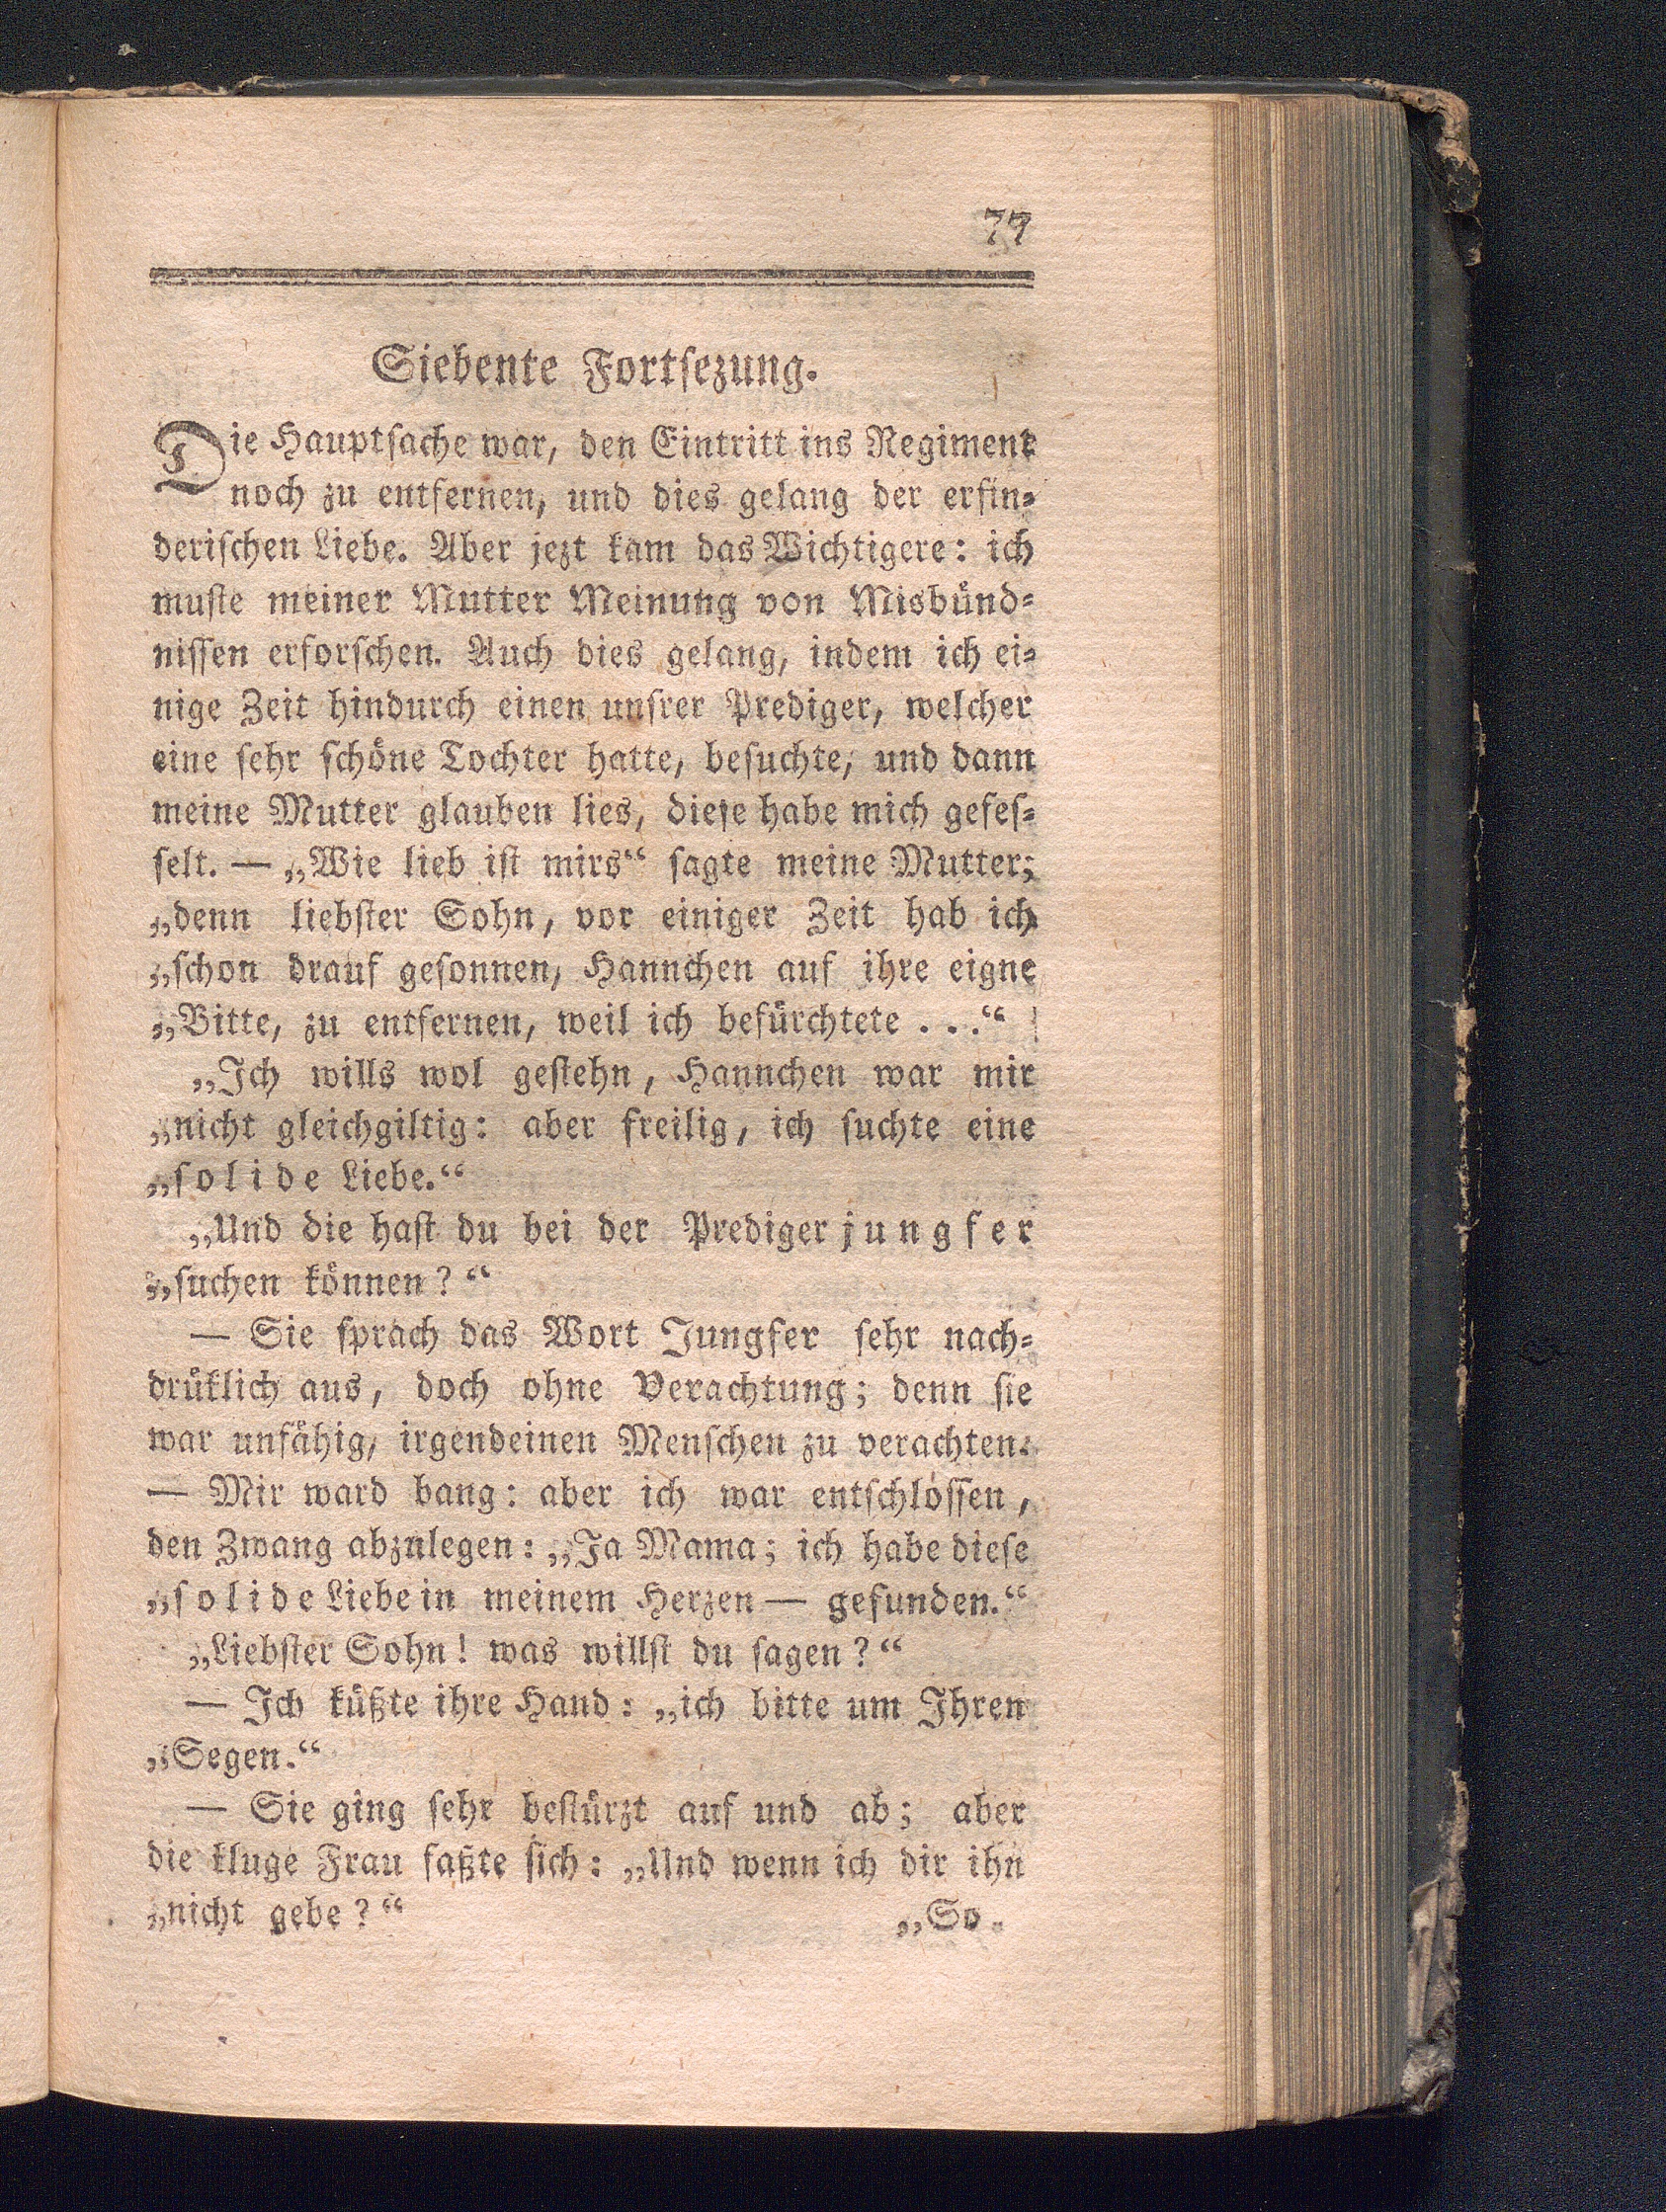 77
Siebente Fortsezung.
Die Hauptsache war, den Eintritt ins Regiment
noch zu entfernen, und dies gelang der erfin-
derischen Liebe. Aber jezt kam das Wichtigere: ich
muste meiner Mutter Meinung von Misbünd-
nissen erforschen. Auch dies gelang, indem ich ei-
nige Zeit hindurch einen unsrer Prediger, welcher
eine sehr schöne Tochter hatte, besuchte, und dann
meine Mutter glauben lies, diese habe mich gefes-
selt. — „Wie lieb ist mirs“ sagte meine Mutter;
„denn liebster Sohn, vor einiger Zeit hab ich
„schon drauf gesonnen, Hannchen auf ihre eigne
„Bitte, zu entfernen, weil ich befürchtete . . .“
„Ich wills wol gestehn, Hannchen war mir
„nicht gleichgiltig: aber freilig, ich suchte eine
„solide Liebe.“
„Und die hast du bei der Predigerjungfer
„suchen können?“
— Sie sprach das Wort Jungfer sehr nach-
drüklich aus, doch ohne Verachtung; denn sie
war unfähig, irgendeinen Menschen zu verachten.
— Mir ward bang: aber ich war entschlossen,
den Zwang abzulegen: „Ja Mama; ich habe diese
„solide Liebe in meinem Herzen — gefunden.“
„Liebster Sohn! was willst du sagen?“
— Ich küßte ihre Hand: „ich bitte um Ihren
„Segen.“
— Sie ging sehr bestürzt auf und ab; aber
die kluge Frau faßte sich: „Und wenn ich dir ihn
„nicht gebe?“
„So